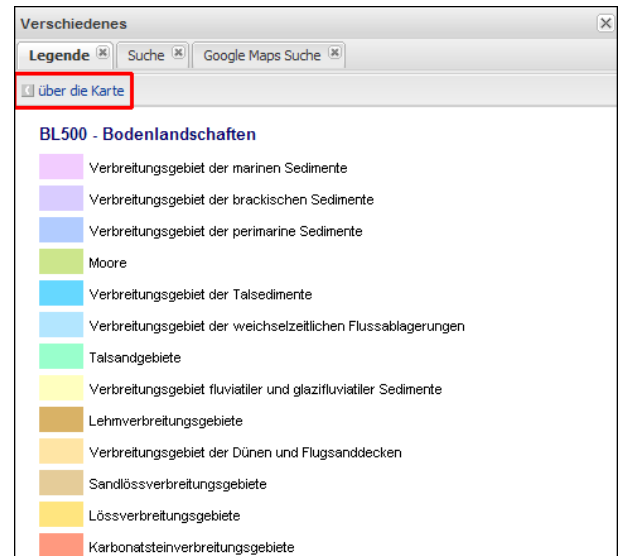 Verschiedenes
Legende Suche Google Maps Suche
über die Karte
BL500 - Bodenlandschaften
Verbreitungsgebiet der marinen Sedimente
Verbreitungsgebiet der brackischen Sedimente
Verbreitungsgebiet der perimarine Sedimente
Moore
Verbreitungsgebiet der Talsedimente
Verbreitungsgebiet der weichselzeitlichen Flussablagerungen
Talsandgebiete
Verbreitungsgebiet fluviatiler und glazifluviatiler Sedimente
Lehmverbreitungsgebiete
Verbreitungsgebiet der Dünen und Flugsanddecken
Sandlössverbreitungsgebiete
Lössverbreitungsgebiete
Karbonatsteinverbreitungsgebiete